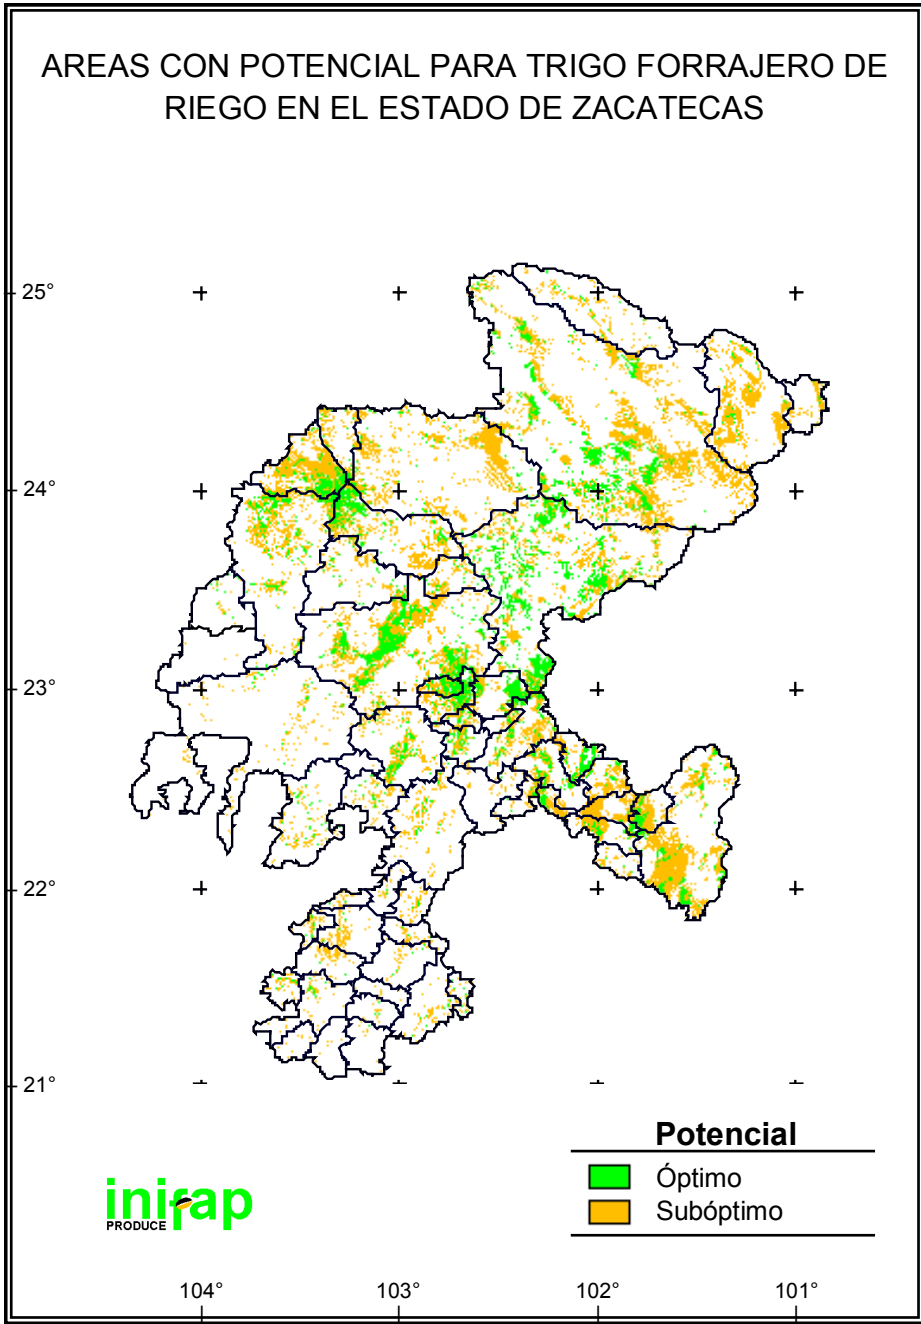 AREAS CON POTENCIAL PARA TRIGO FORRAJERO DE
RIEGO EN EL ESTADO DE ZACATECAS
25°
24°
23°
22°
21°
Potencial
Óptimo
Subóptimo
inifap
PRODUCE
104°
103°
102°
101°